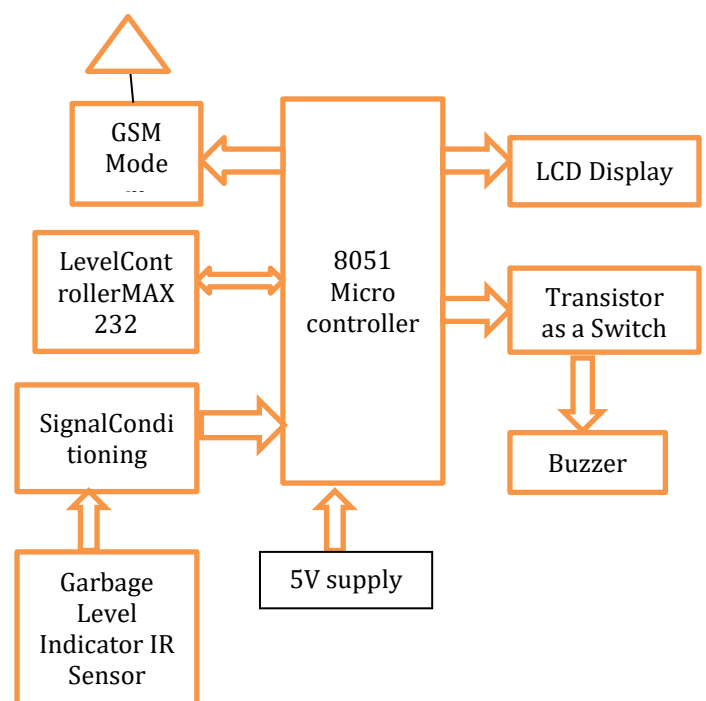 GSM
Mode
LCD Display
LevelCont
rollerMAX
232
8051
Micro
controller
Transistor
as a Switch
SignalCondi
tioning
Buzzer
Garbage
Level
Indicator IR
Sensor
5V supply